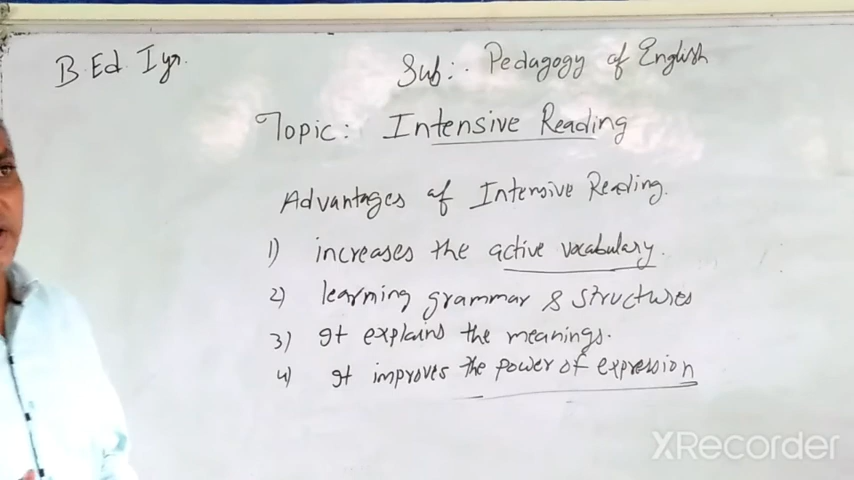 B.Ed I yr.
Sub:- Pedagogy of English
Topic: Intensive Reading
Advantages of Intensive Reading.
1) increases the active vocabulary.
2) learning grammar & structures
3) It explains the meanings.
4) It improves the power of expression
XRecorder